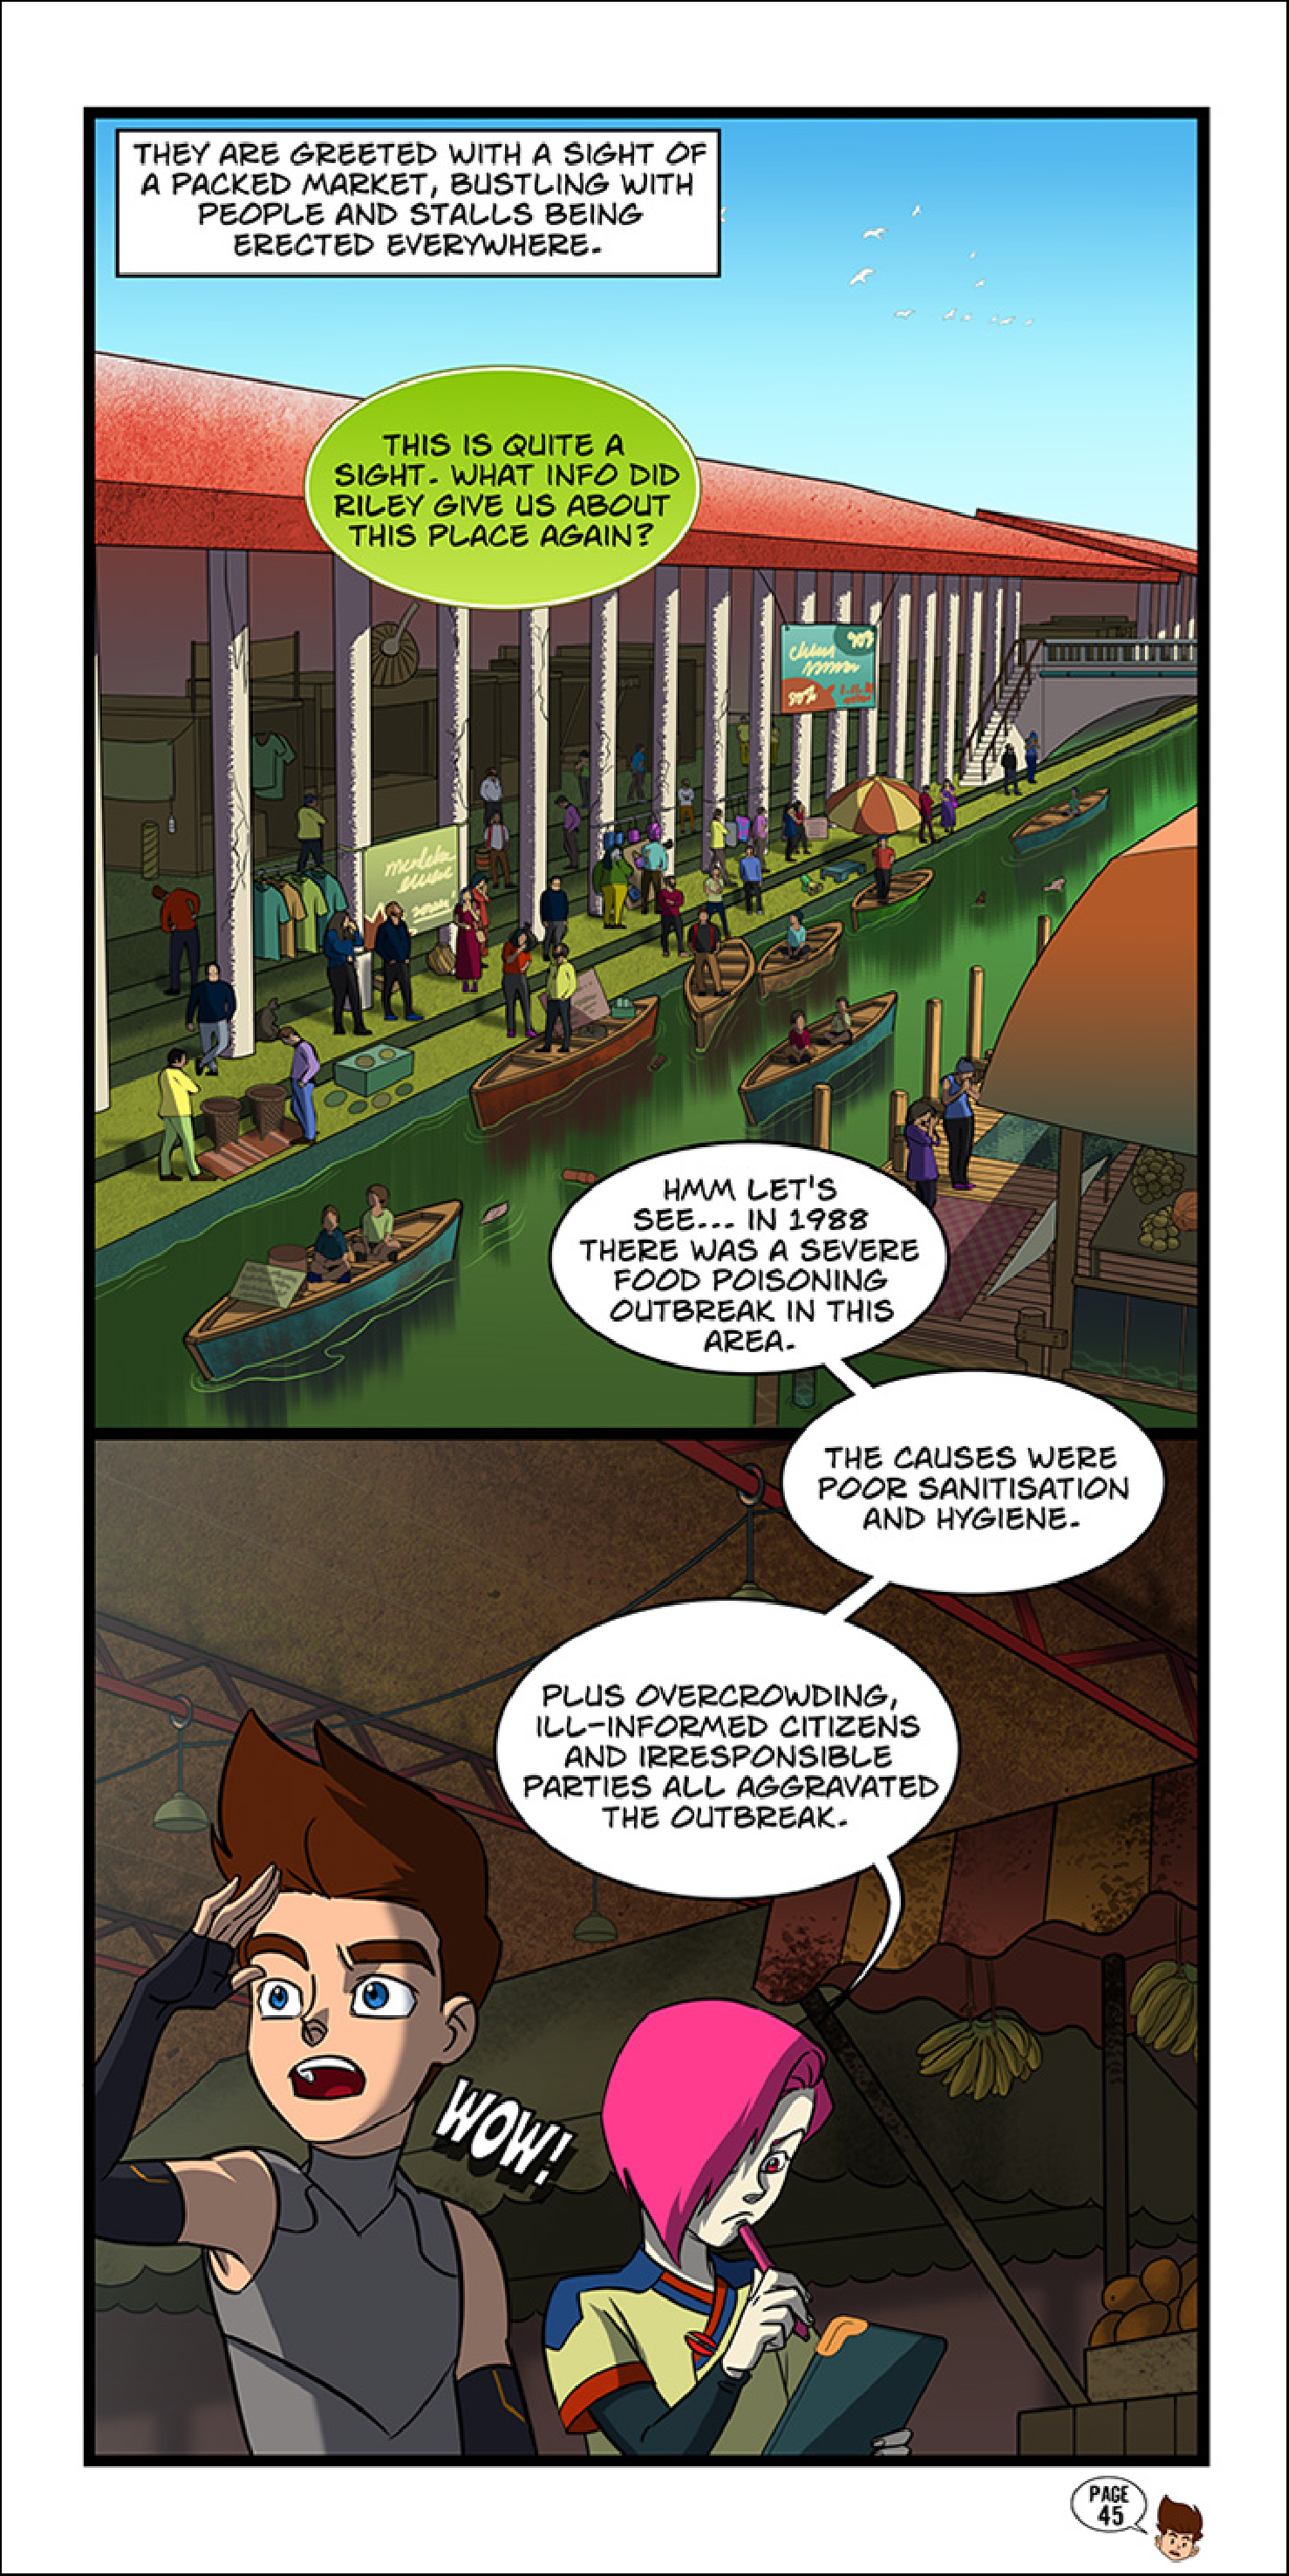 THEY ARE GREETED WITH A SIGHT OF
A PACKED MARKET, BUSTLING WITH
PEOPLE AND STALLS BEING
ERECTED EVERYWHERE.
THIS IS QUITE A
SIGHT. WHAT INFO DID
RILEY GIVE US ABOUT
THIS PLACE AGAIN?
HMM LET'S
SEE... IN 1988
THERE WAS A SEVERE
FOOD POISONING
OUTBREAK IN THIS
AREA.
THE CAUSES WERE
POOR SANITISATION
AND HYGIENE.
PLUS OVERCROWDING,
ILL-INFORMED CITIZENS
AND IRRESPONSIBLE
PARTIES ALL AGGRAVATED
THE OUTBREAK.
WOW!
PAGE
45